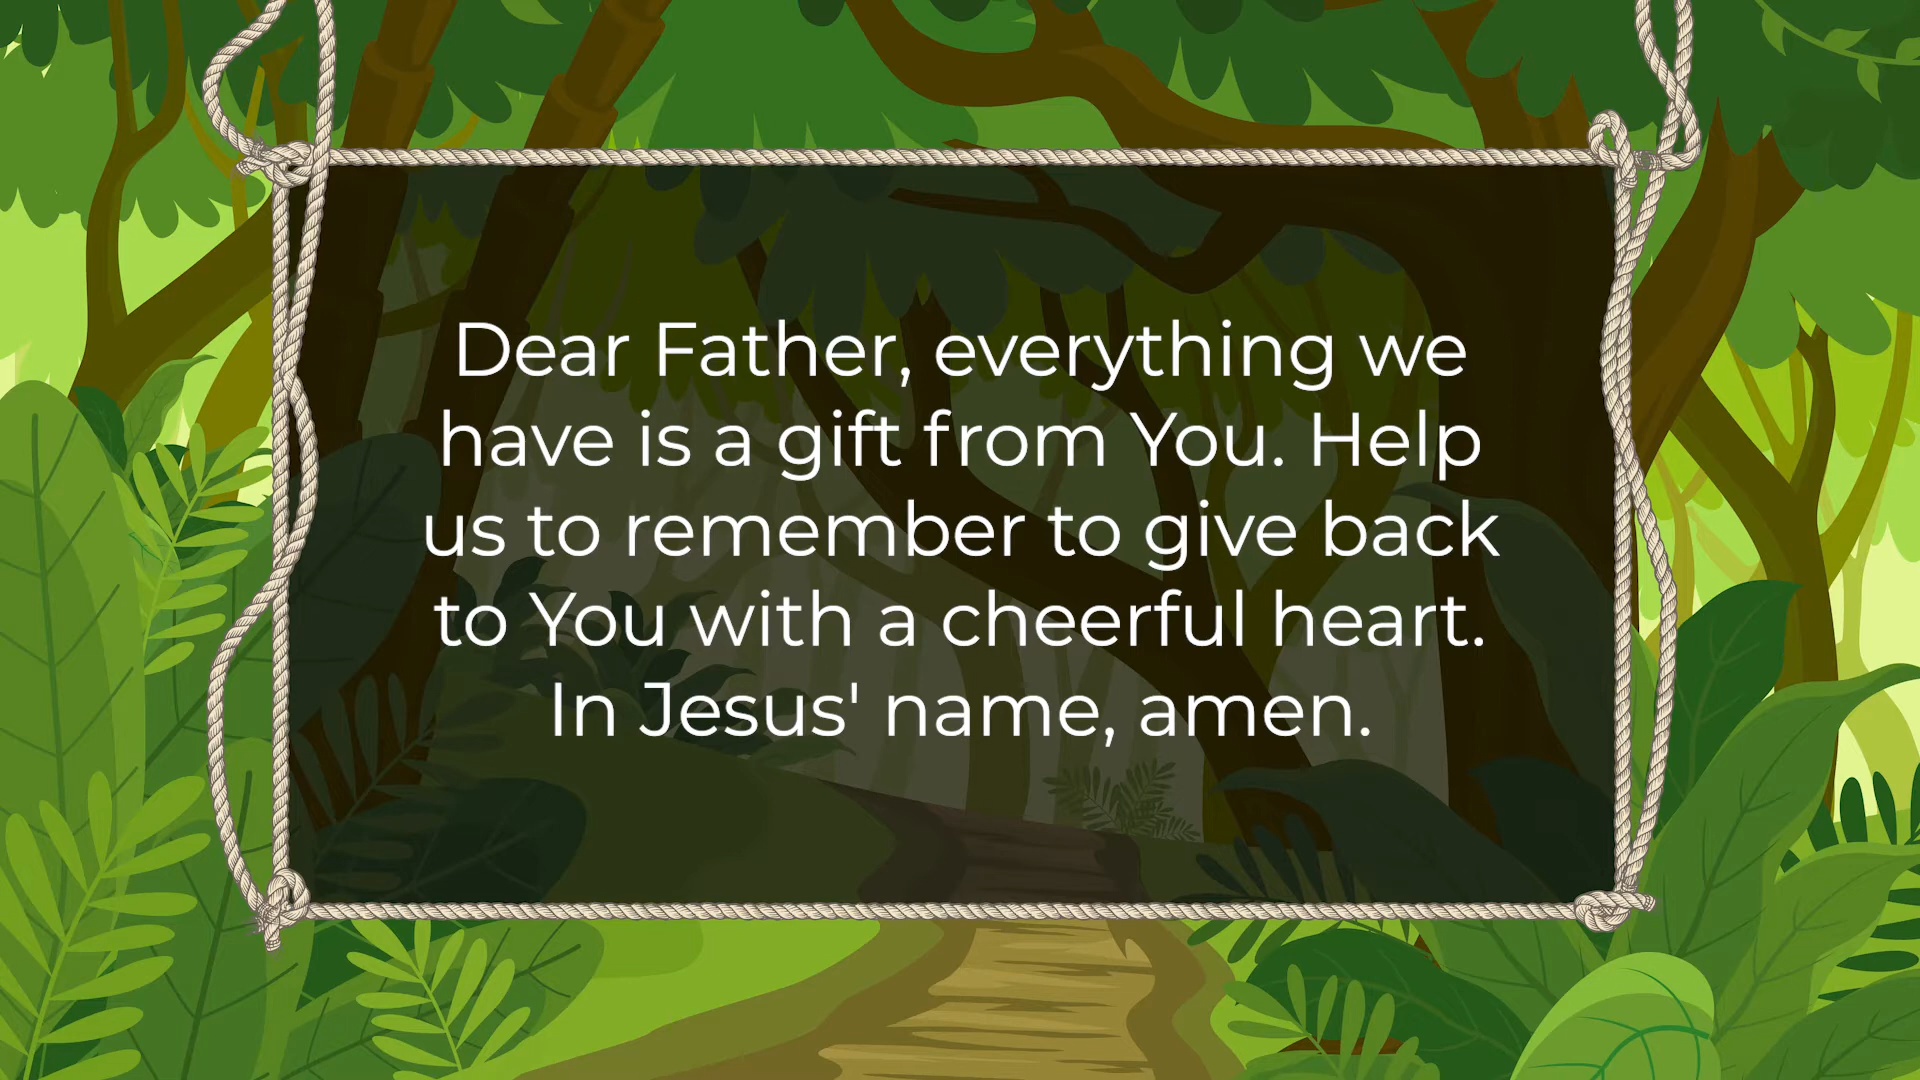 Dear Father, everything we
have is a gift from You. Help
us to remember to give back
to You with a cheerful heart.
In Jesus' name, amen.